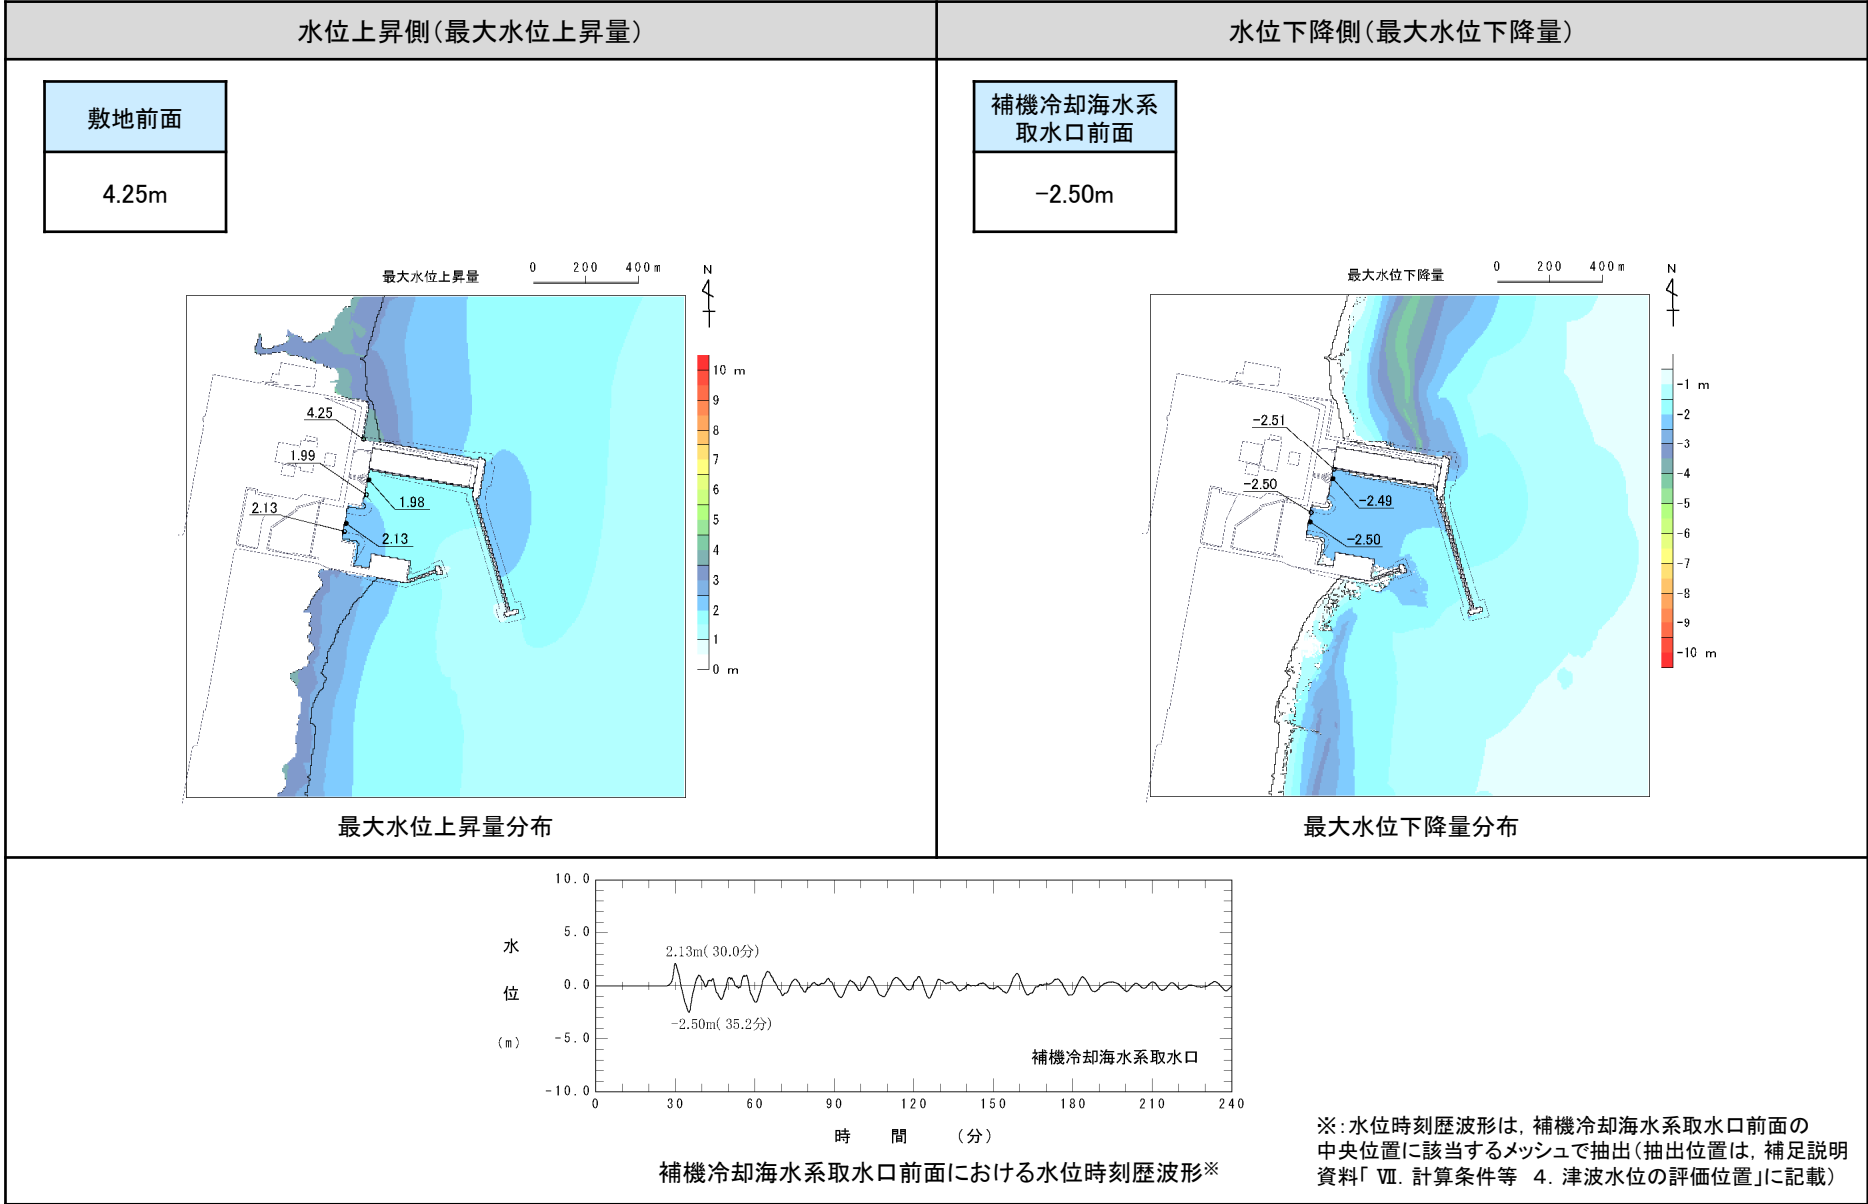 水位上昇側（最大水位上昇量）
水位下降側（最大水位下降量）
敷地前面
4.25m
補機冷却海水系
取水口前面
−2.50m
最大水位上昇量
0 200 400m
N
4.25
1.99
1.98
2.13
2.13
10 m
9
8
7
6
5
4
3
2
1
0 m
最大水位上昇量分布
最大水位下降量
0 200 400m
N
-2.51
-2.50
-2.49
-2.50
-1 m
-2
-3
-4
-5
-6
-7
-8
-9
-10 m
最大水位下降量分布
10.0
5.0
0.0
-5.0
-10.0
水位(m)
2.13m( 30.0分)
-2.50m( 35.2分)
補機冷却海水系取水口
0 30 60 90 120 150 180 210 240
時 間 (分)
補機冷却海水系取水口前面における水位時刻歴波形※
※：水位時刻歴波形は，補機冷却海水系取水口前面の
中央位置に該当するメッシュで抽出（抽出位置は，補足説明
資料「 Ⅶ．計算条件等 4．津波水位の評価位置」に記載）